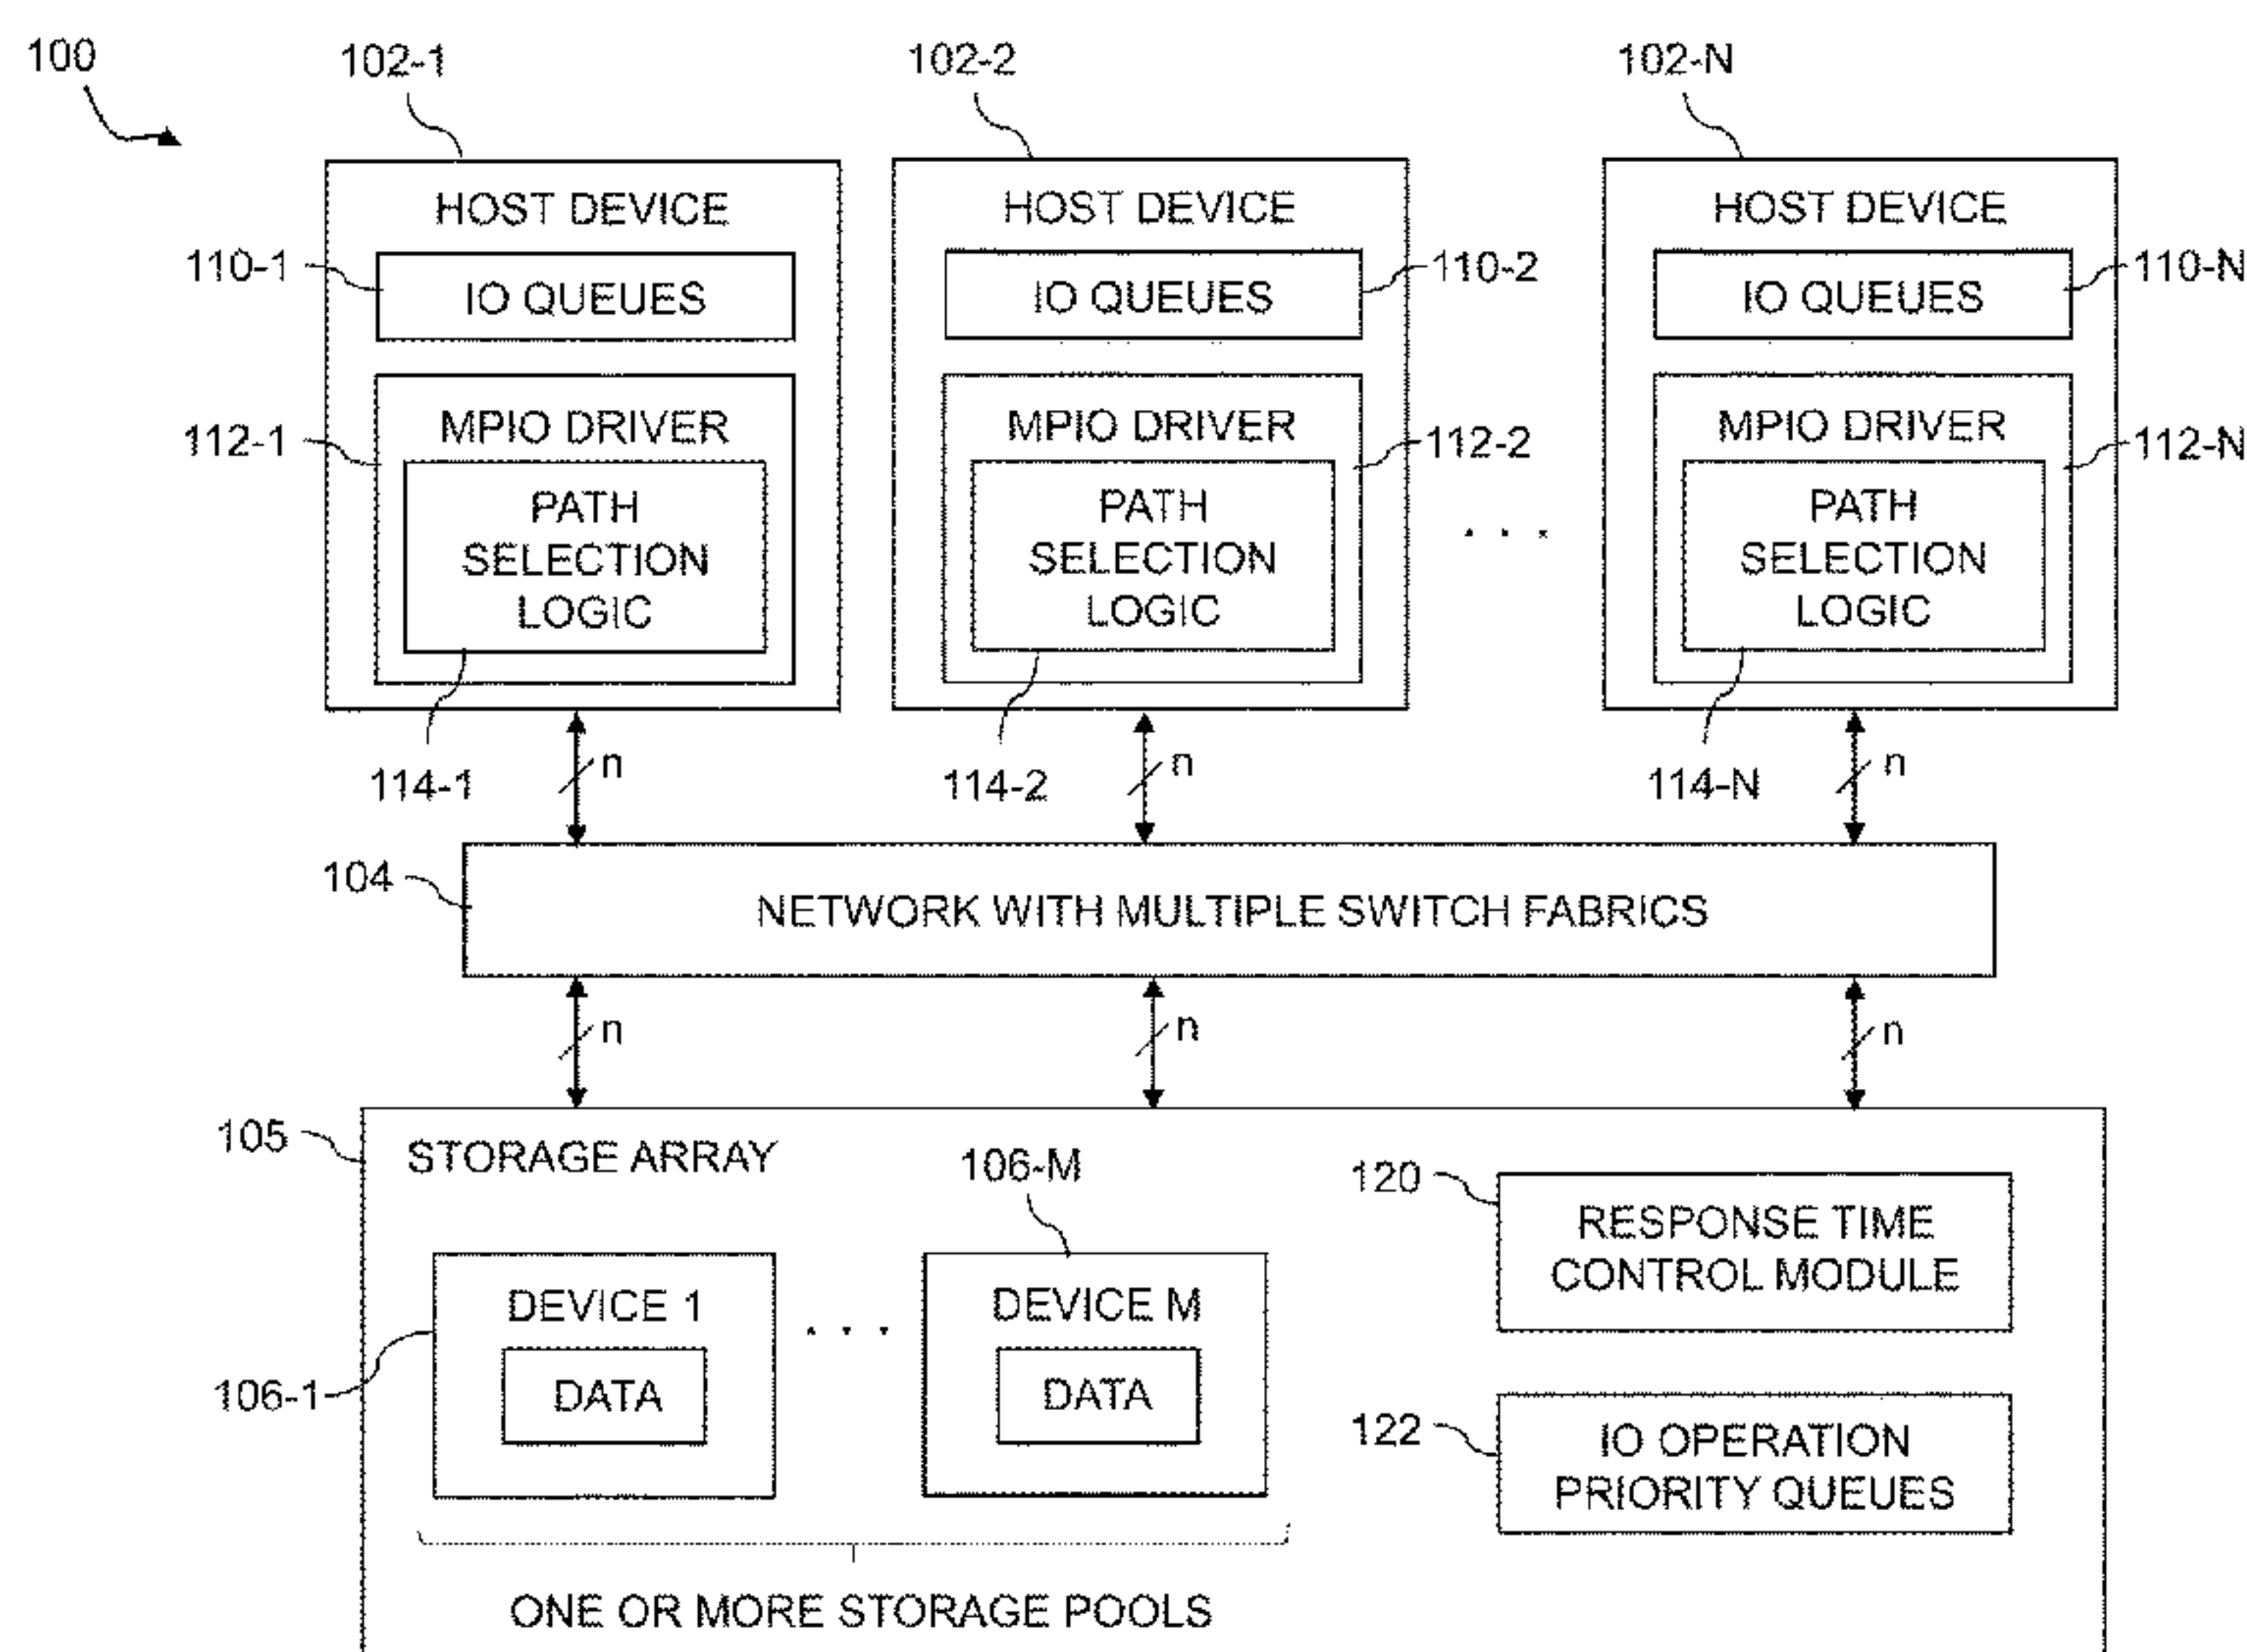 100
102-1
102-2
102-N
HOST DEVICE
HOST DEVICE
HOST DEVICE
110-1
IO QUEUES
IO QUEUES
110-2
IO QUEUES
110-N
112-1
MPIO DRIVER
MPIO DRIVER
112-2
MPIO DRIVER
112-N
PATH
SELECTION
LOGIC
PATH
SELECTION
LOGIC
. . .
PATH
SELECTION
LOGIC
114-1
n
114-2
n
114-N
n
104
NETWORK WITH MULTIPLE SWITCH FABRICS
n
n
n
105
STORAGE ARRAY
106-M
120
RESPONSE TIME
CONTROL MODULE
DEVICE 1
. . .
DEVICE M
106-1
DATA
DATA
122
IO OPERATION
PRIORITY QUEUES
ONE OR MORE STORAGE POOLS